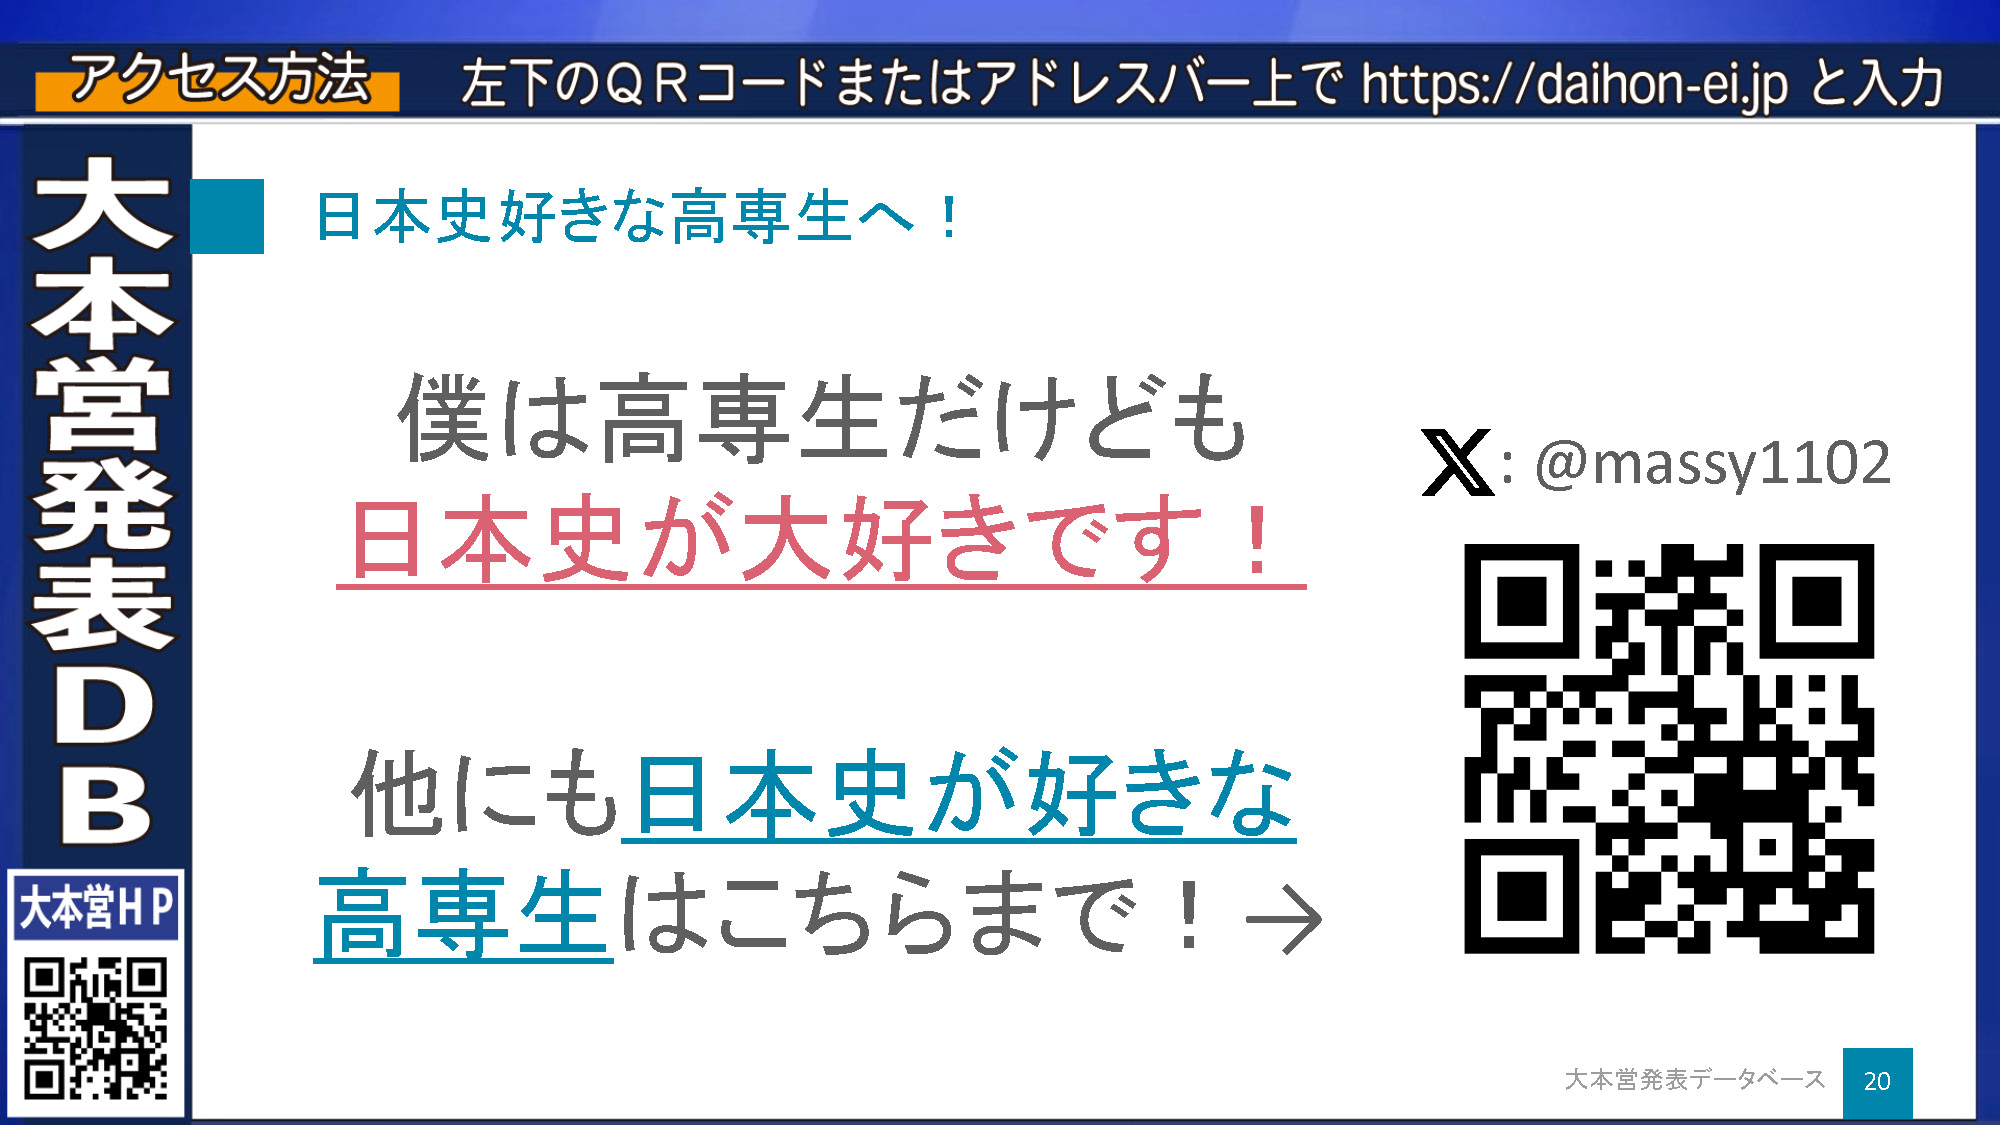 アクセス方法 左下のＱＲコードまたはアドレスバー上で https://daihon-ei.jp と入力
大本営発表ＤＢ
大本営ＨＰ
日本史好きな高専生へ！
僕は高専生だけども
日本史が大好きです！
他にも日本史が好きな
高専生はこちらまで！→
X: @massy1102
大本営発表データベース 20